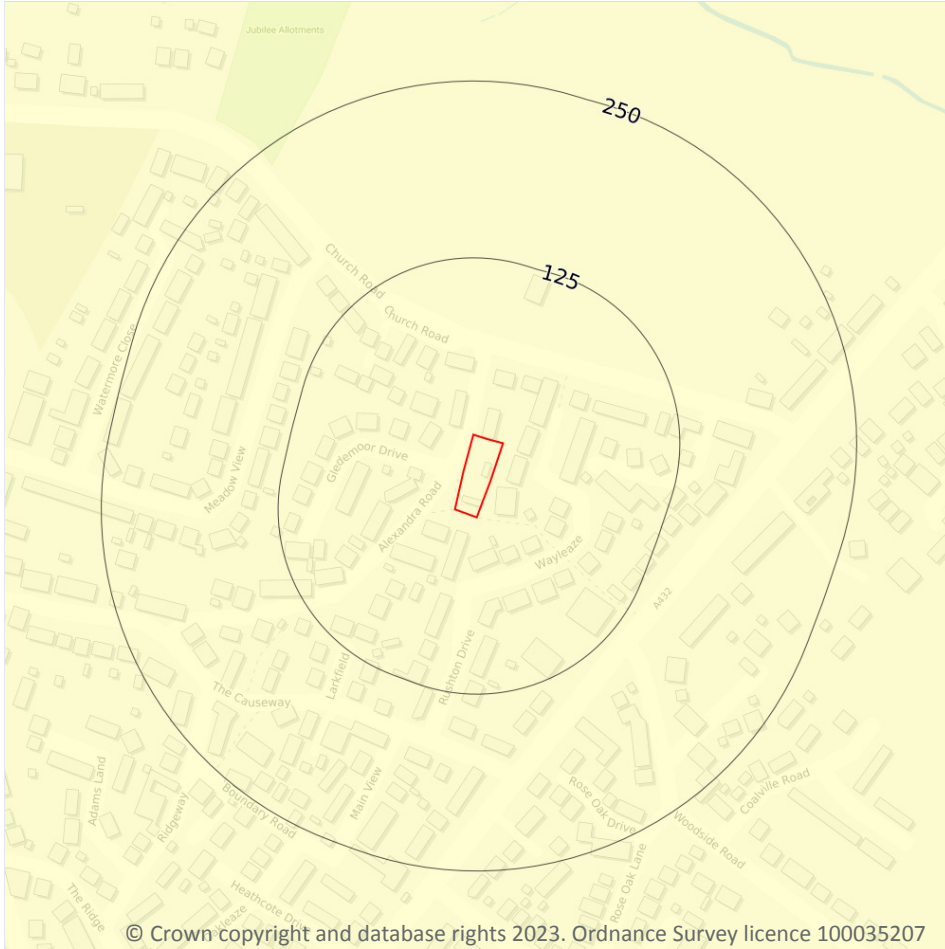 Jubilee Allotments
250
125
Church Road
Church Road
Watermore Close
Meadow View
Gledemoor Drive
Alexandra Road
Wayleaze
A432
Rushton Drive
Larkfield
The Causeway
Adams Land
Ridgeway
Boundary Road
Main View
Rose Oak Drive
Coalville Road
Woodside Road
Rose Oak Lane
The Ridge
Heathcote Drive
© Crown copyright and database rights 2023. Ordnance Survey licence 100035207